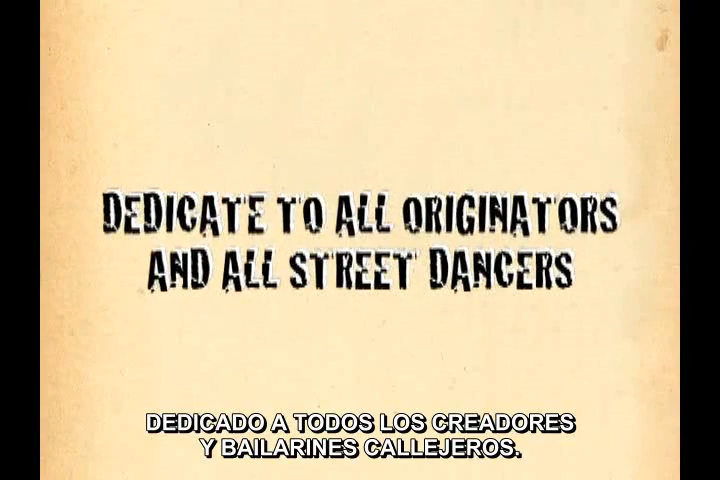 DEDICATE TO ALL ORIGINATORS
AND ALL STREET DANCERS
DEDICADO A TODOS LOS CREADORES
Y BAILARINES CALLEJEROS.